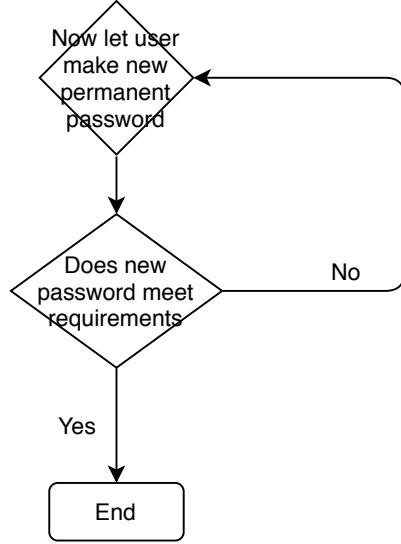 Now let user
make new
permanent
password
Does new
password meet
requirements
No
Yes
End